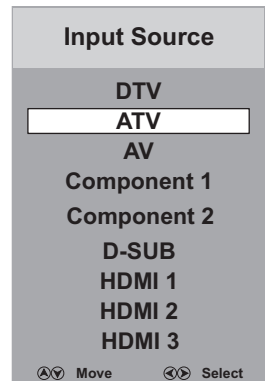 Input Source
DTV
ATV
AV
Component 1
Component 2
D-SUB
HDMI 1
HDMI 2
HDMI 3
Move Select